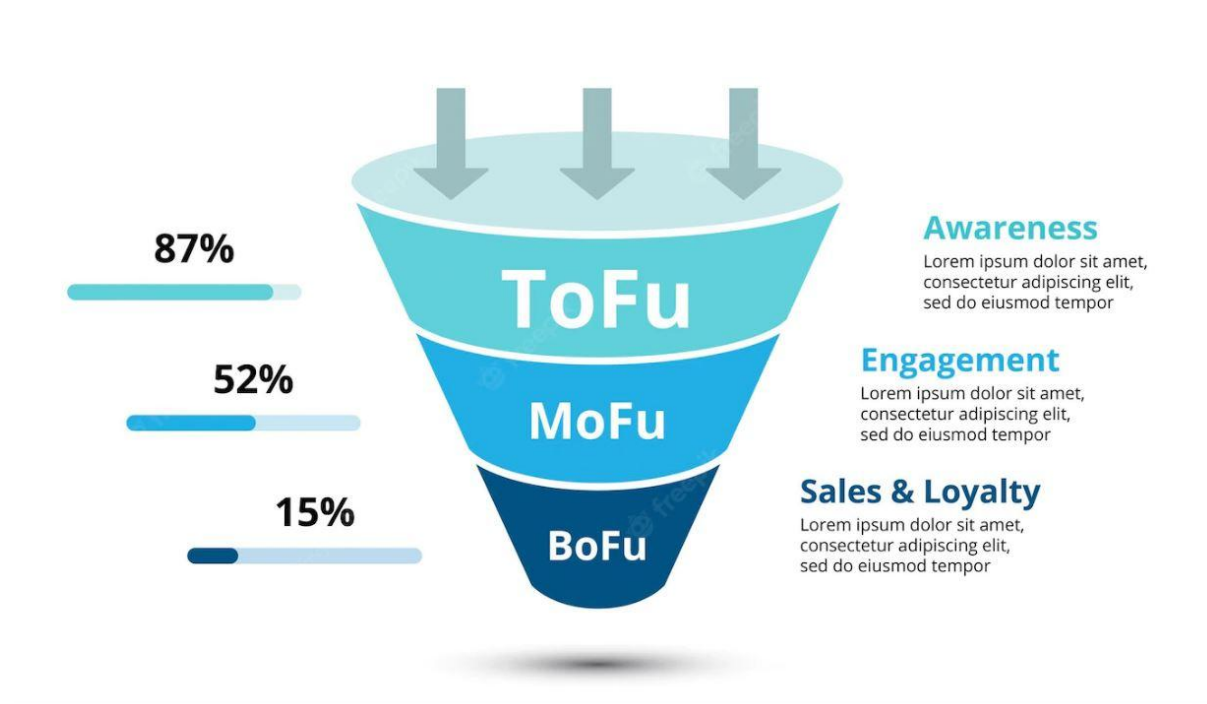 87%
ToFu
Awareness
Lorem ipsum dolor sit amet,
consectetur adipiscing elit,
sed do eiusmod tempor
52%
MoFu
Engagement
Lorem ipsum dolor sit amet,
consectetur adipiscing elit,
sed do eiusmod tempor
15%
BoFu
Sales & Loyalty
Lorem ipsum dolor sit amet,
consectetur adipiscing elit,
sed do eiusmod tempor
freepik